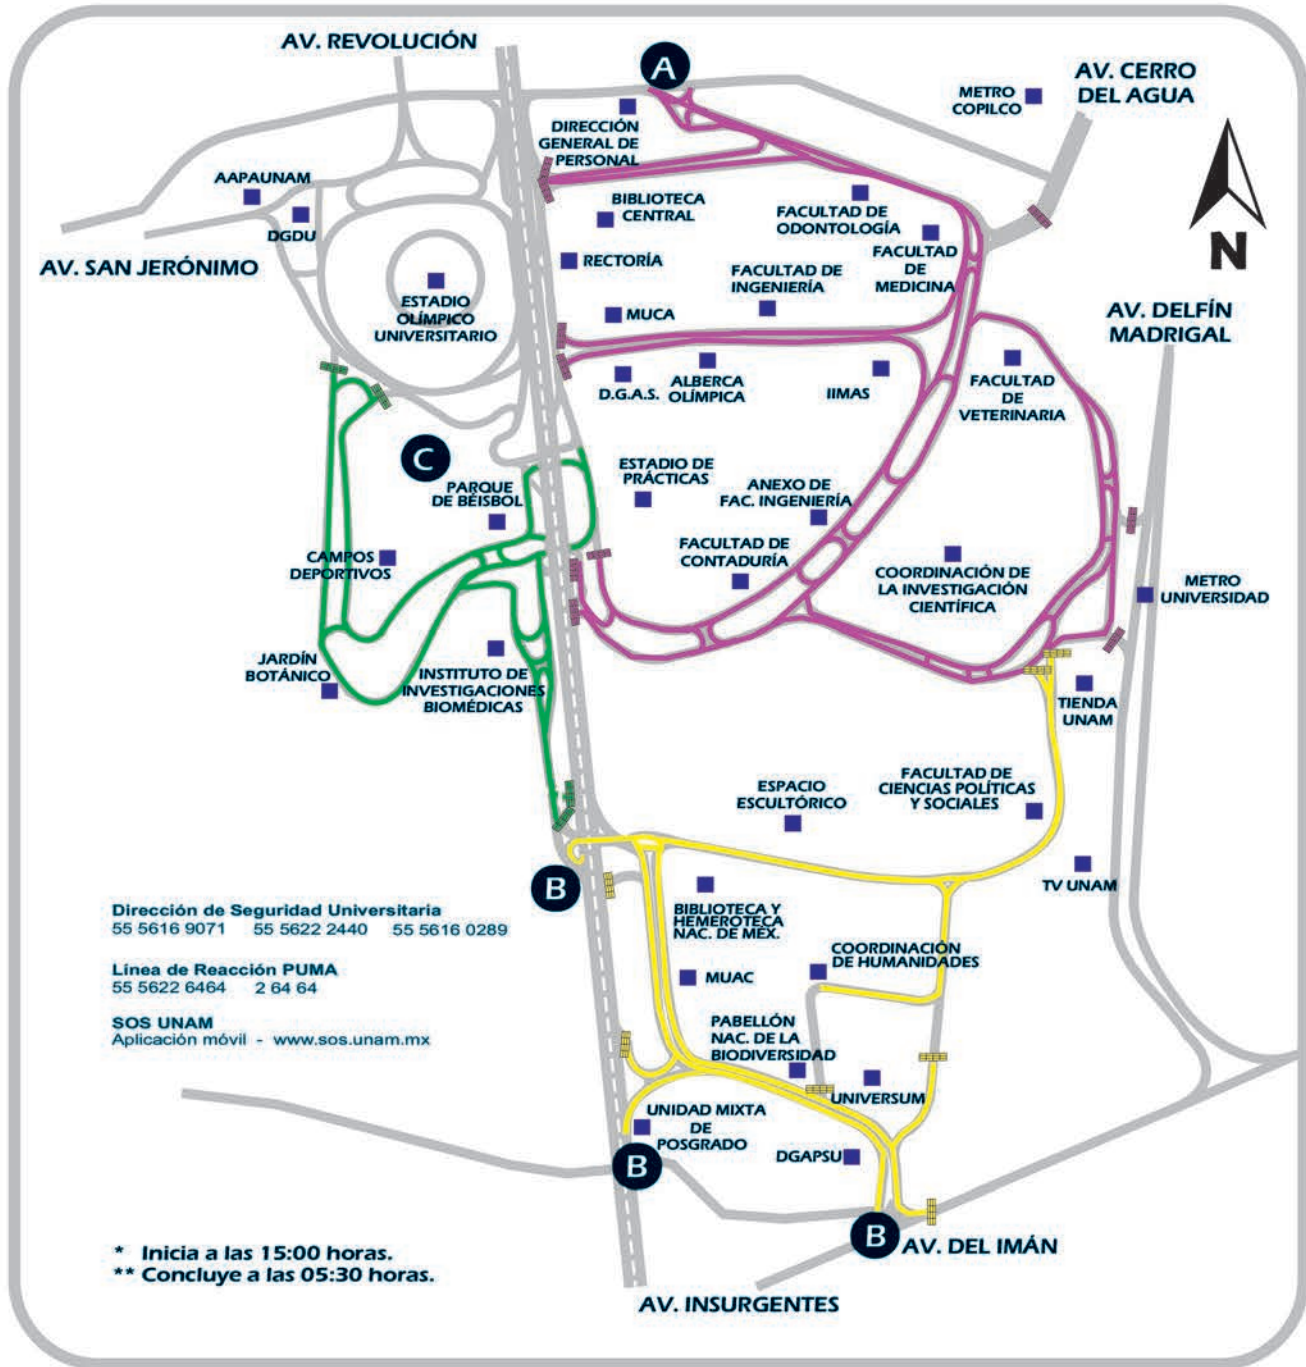 AV. REVOLUCIÓN
A
AV. CERRO
DEL AGUA
METRO
COPILCO
DIRECCIÓN
GENERAL DE
PERSONAL
AAPAUNAM
DGDU
AV. SAN JERÓNIMO
BIBLIOTECA
CENTRAL
FACULTAD DE
ODONTOLOGÍA
FACULTAD
DE
MEDICINA
N
RECTORÍA
FACULTAD DE
INGENIERÍA
ESTADIO
OLÍMPICO
UNIVERSITARIO
MUCA
AV. DELFÍN
MADRIGAL
D.G.A.S.
ALBERCA
OLÍMPICA
IIMAS
FACULTAD
DE
VETERINARIA
C
PARQUE
DE BÉISBOL
ESTADIO DE
PRÁCTICAS
ANEXO DE
FAC. INGENIERÍA
CAMPOS
DEPORTIVOS
FACULTAD DE
CONTADURÍA
COORDINACIÓN DE
LA INVESTIGACIÓN
CIENTÍFICA
METRO
UNIVERSIDAD
JARDÍN
BOTÁNICO
INSTITUTO DE
INVESTIGACIONES
BIOMÉDICAS
TIENDA
UNAM
ESPACIO
ESCULTÓRICO
FACULTAD DE
CIENCIAS POLÍTICAS
Y SOCIALES
TV UNAM
B
BIBLIOTECA Y
HEMEROTECA
NAC. DE MÉX.
Dirección de Seguridad Universitaria
55 5616 9071 55 5622 2440 55 5616 0289
COORDINACIÓN
DE HUMANIDADES
Línea de Reacción PUMA
55 5622 6464 2 64 64
MUAC
SOS UNAM
Aplicación móvil - www.sos.unam.mx
PABELLÓN
NAC. DE LA
BIODIVERSIDAD
UNIVERSUM
UNIDAD MIXTA
DE
POSGRADO
DGAPSU
B
B
AV. DEL IMÁN
* Inicia a las 15:00 horas.
** Concluye a las 05:30 horas.
AV. INSURGENTES